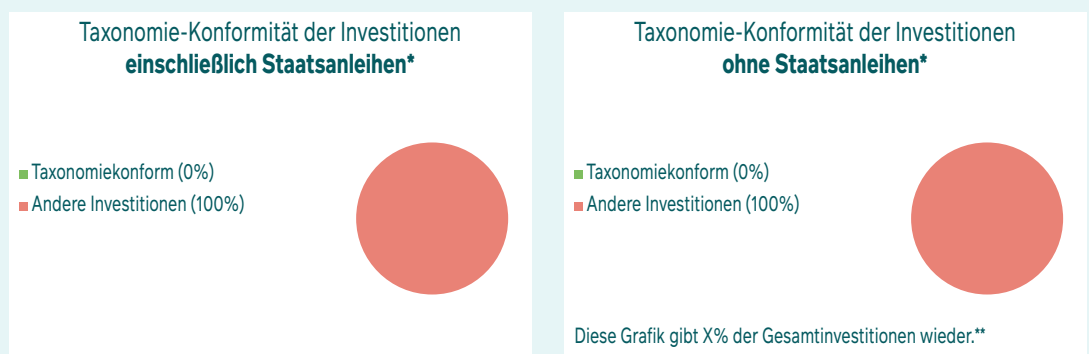 Taxonomie-Konformität der Investitionen
einschließlich Staatsanleihen*
Taxonomiekonform (0%)
Andere Investitionen (100%)
Taxonomie-Konformität der Investitionen
ohne Staatsanleihen*
Taxonomiekonform (0%)
Andere Investitionen (100%)
Diese Grafik gibt X% der Gesamtinvestitionen wieder.**